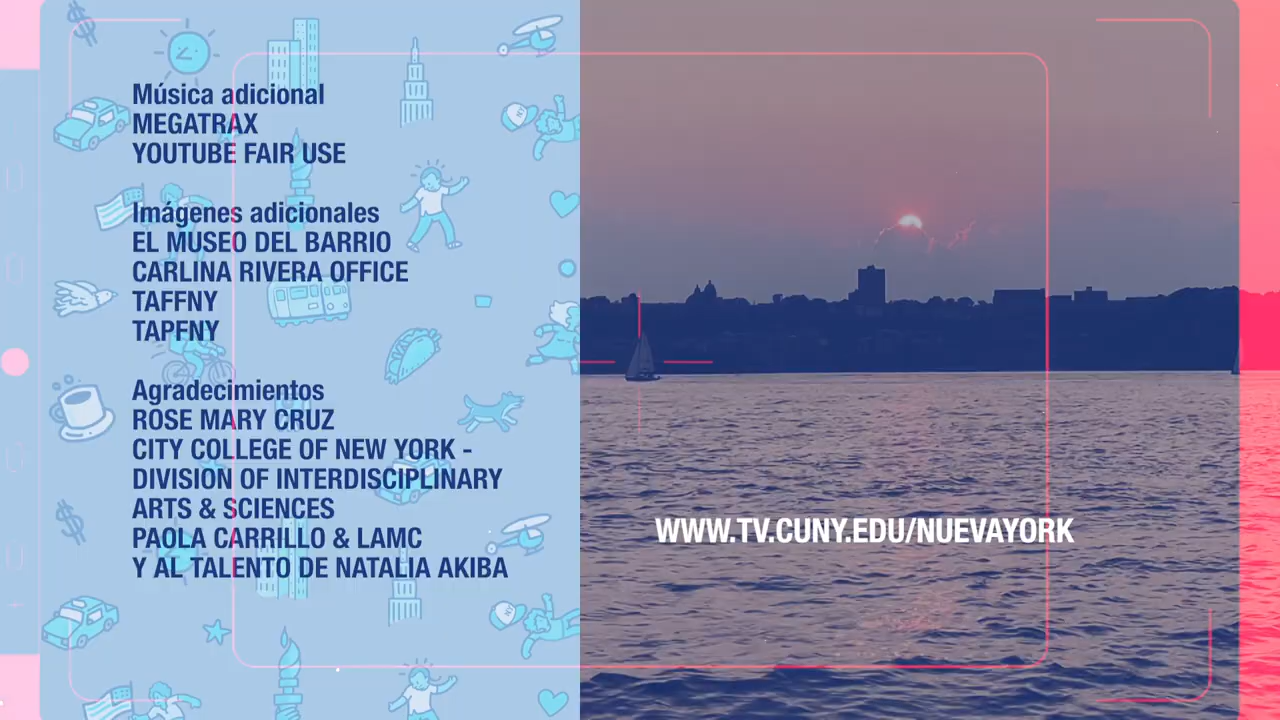 Música adicional
MEGATRAX
YOUTUBE FAIR USE
Imágenes adicionales
EL MUSEO DEL BARRIO
CARLINA RIVERA OFFICE
TAFFNY
TAPFNY
Agradecimientos
ROSE MARY CRUZ
CITY COLLEGE OF NEW YORK -
DIVISION OF INTERDISCIPLINARY
ARTS & SCIENCES
PAOLA CARRILLO & LAMC
Y AL TALENTO DE NATALIA AKIBA
WWW.TV.CUNY.EDU/NUEVAYORK